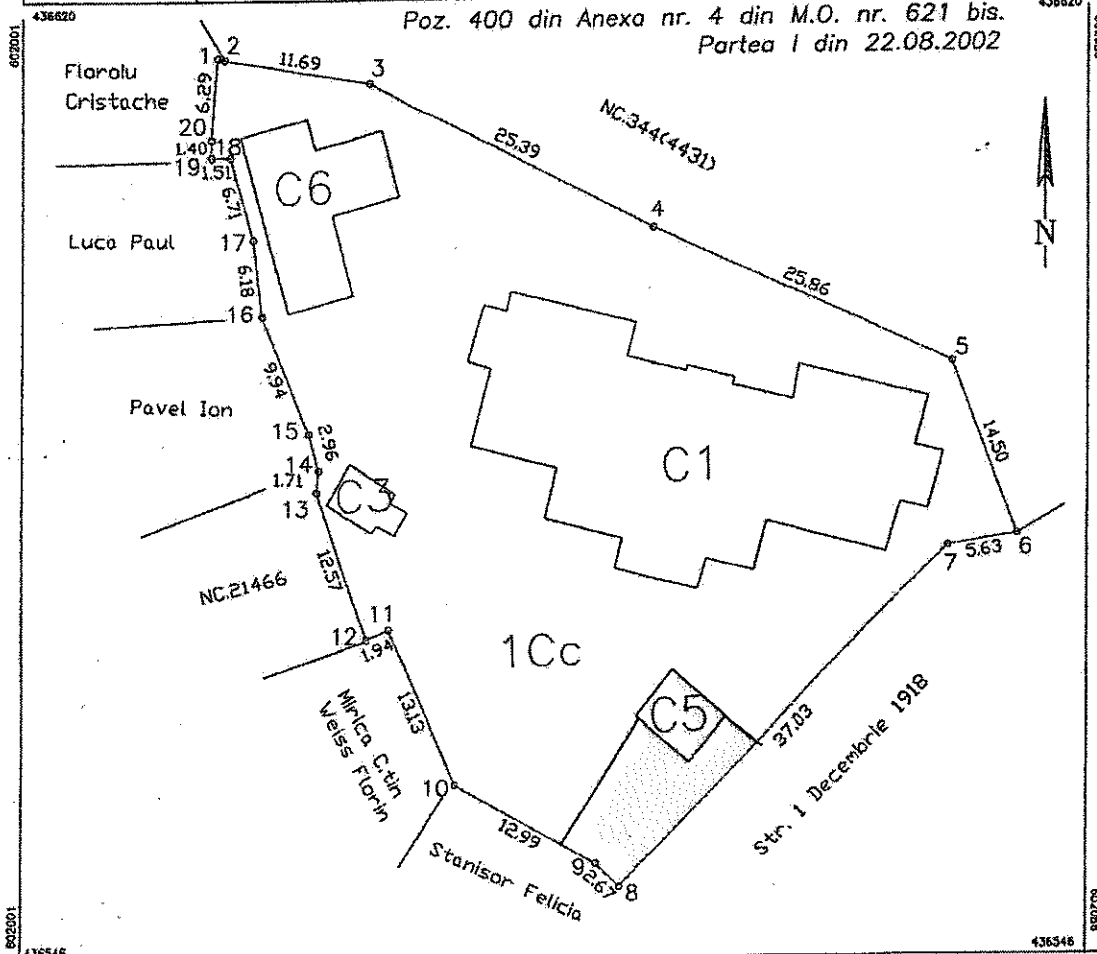 436620
436620
Poz. 400 din Anexa nr. 4 din M.O. nr. 621 bis.
Partea I din 22.08.2002
802001
1
2
11.69
3
Florolu
Cristache
6.29
NC.344(4431)
25.39
20
1.40
18
19
1.51
C6
6.71
4
N
Luca Paul
17
6.18
25.86
16
5
9.94
Pavel Ion
14.50
15
2.96
14
1.71
C3
C1
13
6
7
5.63
12.57
NC.21466
11
12
1.94
1Cc
Mirica C.tin
Weiss Florin
13.13
C5
37.03
Str. 1 Decembrie 1918
10
12.99
Stanisor Felicia
9
2.67
8
802001
436546
436546